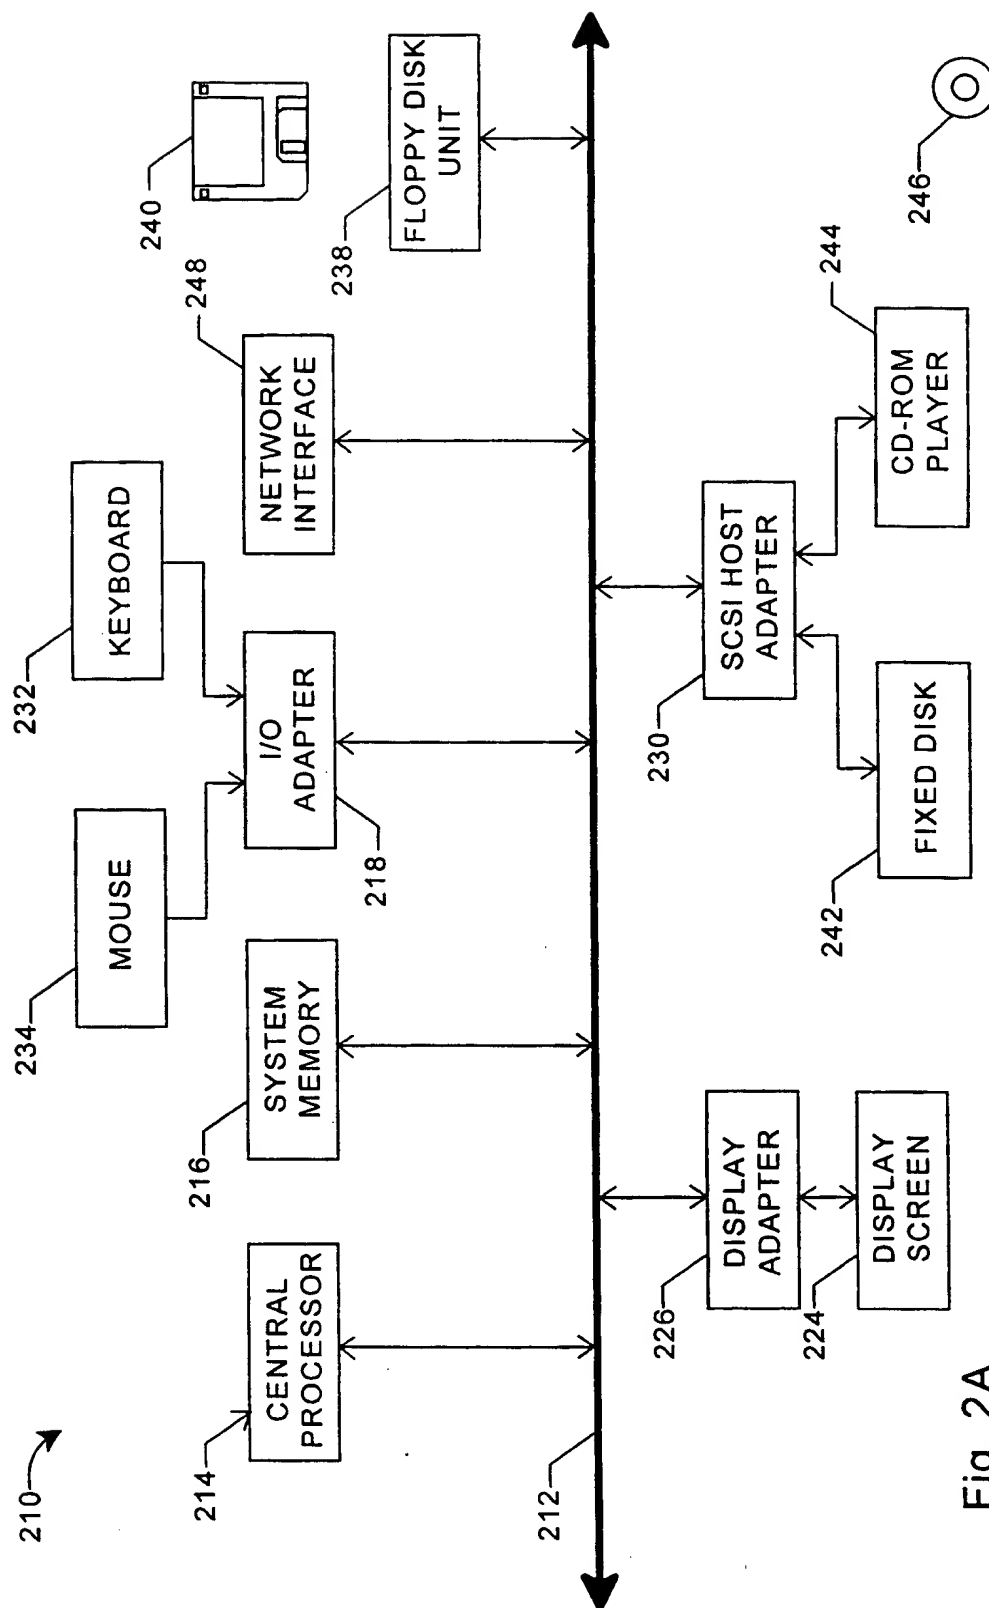 210
234
MOUSE
232
KEYBOARD
240
214
CENTRAL
PROCESSOR
216
SYSTEM
MEMORY
I/O
ADAPTER
218
248
NETWORK
INTERFACE
238
FLOPPY DISK
UNIT
212
226
DISPLAY
ADAPTER
230
SCSI HOST
ADAPTER
224
DISPLAY
SCREEN
242
FIXED DISK
244
CD-ROM
PLAYER
246
Fig. 2A